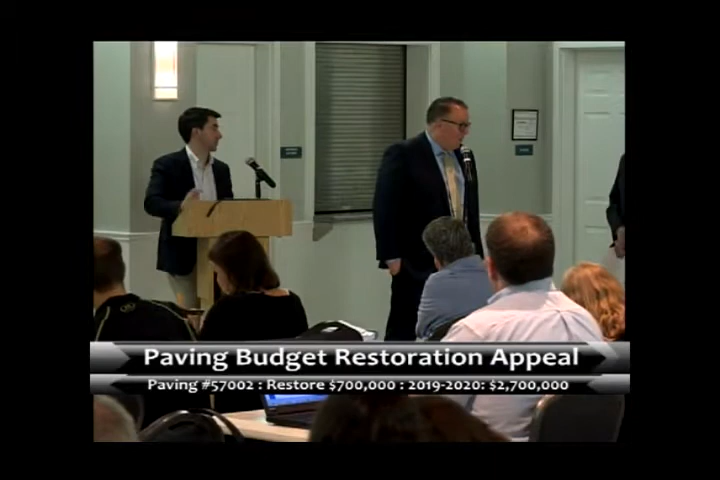 Paving Budget Restoration Appeal
Paving #57002 : Restore $700,000 : 2019-2020: $2,700,000